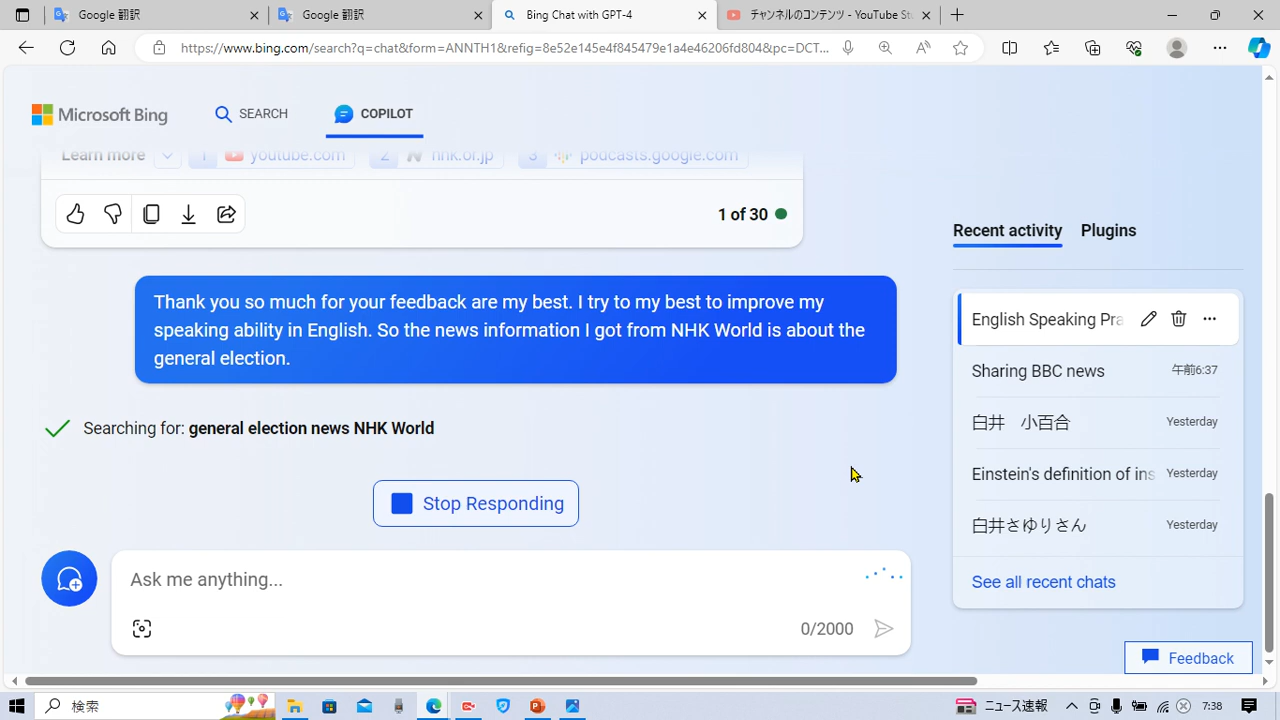 Google 翻訳
Google 翻訳
Bing Chat with GPT-4
チャンネルのコンテンツ - YouTube Stu
https://www.bing.com/search?q=chat&form=ANNTH1&refig=8e52e145e4f845479e1a4e46206fd804&pc=DCT...
Microsoft Bing
SEARCH
COPILOT
Learn more
1 youtube.com
2 nhk.or.jp
3 podcasts.google.com
1 of 30
Recent activity
Plugins
Thank you so much for your feedback are my best. I try to my best to improve my
speaking ability in English. So the news information I got from NHK World is about the
general election.
English Speaking Pra
Sharing BBC news 午前6:37
白井 小百合 Yesterday
Einstein's definition of ins Yesterday
白井さゆりさん Yesterday
See all recent chats
Searching for: general election news NHK World
Stop Responding
Ask me anything...
0/2000
Feedback
検索
ニュース速報
7:38